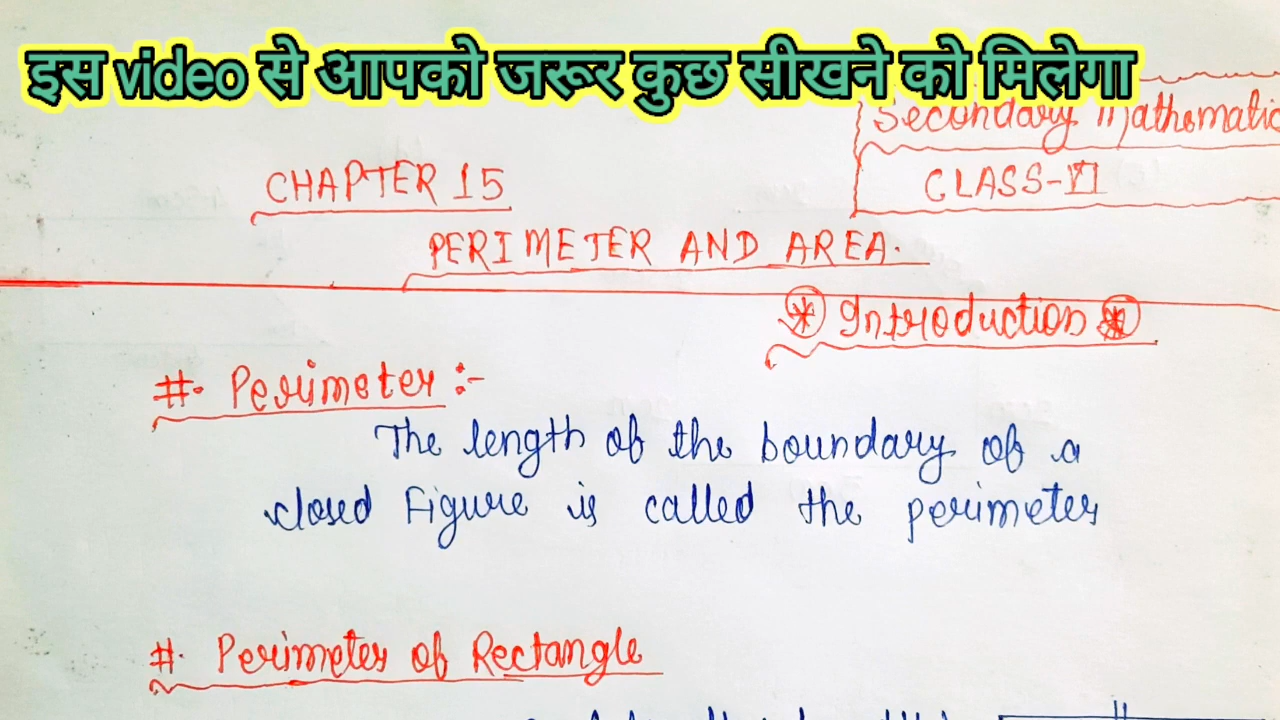 इस video से आपको जरूर कुछ सीखने को मिलेगा
Secondary Mathematic
CLASS-VI
CHAPTER 15
PERIMETER AND AREA.
Introduction
#. Perimeter :-
The length of the boundary of a
closed Figure is called the perimeter
#. Perimeter of Rectangle